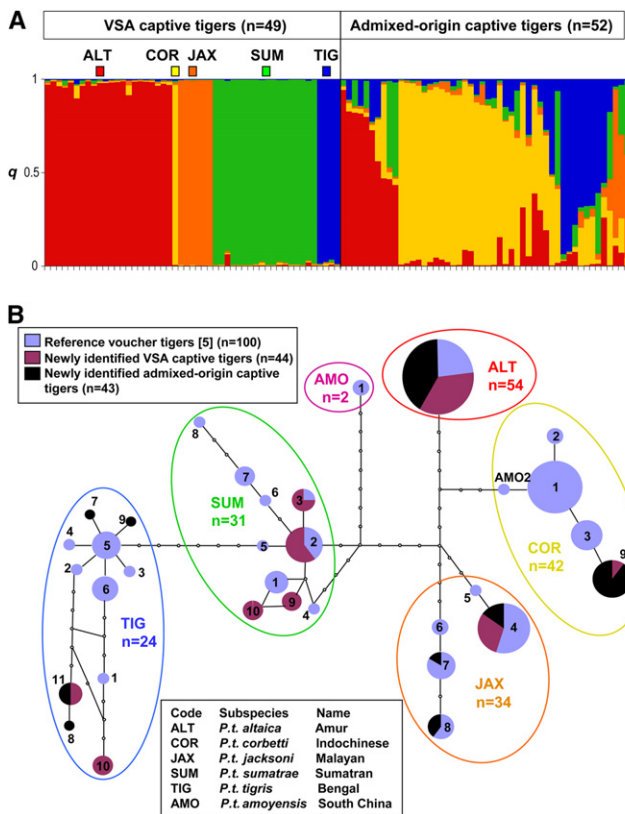 A
VSA captive tigers (n=49)
Admixed-origin captive tigers (n=52)
ALT COR JAX SUM TIG
1
q 0.5
0
B
Reference voucher tigers [5] (n=100)
Newly identified VSA captive tigers (n=44)
Newly identified admixed-origin captive
tigers (n=43)
AMO
n=2
1
ALT
n=54
8
7
6
3
SUM
n=31
5
2
1
10
9
4
2
AMO2
1
3
9
COR
n=42
7
9
4
5
2
3
6
TIG
n=24
1
11
8
10
5
6
4
7
JAX
n=34
8
Code Subspecies Name
ALT P.t. altaica Amur
COR P.t. corbetti Indochinese
JAX P.t. jacksoni Malayan
SUM P.t. sumatrae Sumatran
TIG P.t. tigris Bengal
AMO P.t. amoyensis South China